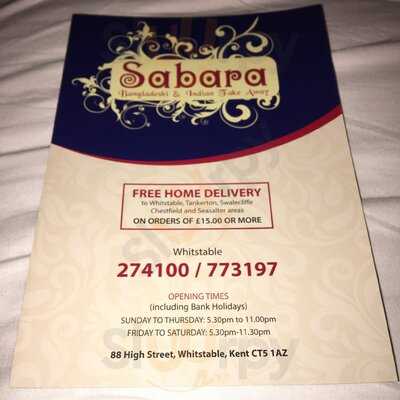 Sabara
Bangladeshi & Indian Take Away
FREE HOME DELIVERY
to Whitstable, Tankerton, Swalecliffe
Chestfield and Seasalter areas
ON ORDERS OF £15.00 OR MORE
Whitstable
274100 / 773197
OPENING TIMES
(including Bank Holidays)
SUNDAY TO THURSDAY: 5.30pm to 11.00pm
FRIDAY TO SATURDAY: 5.30pm-11.30pm
88 High Street, Whitstable, Kent CT5 1AZ